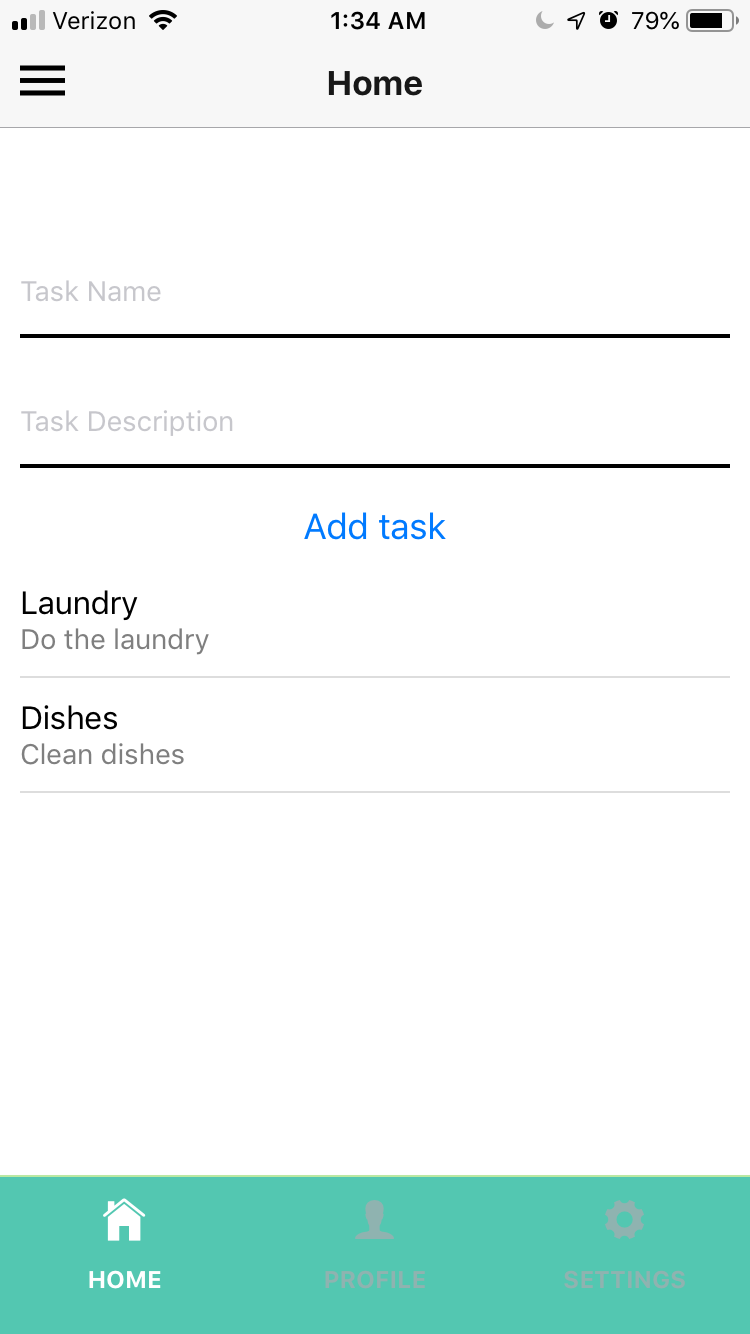 Verizon 1:34 AM 79%
Home
Task Name
Task Description
Add task
Laundry
Do the laundry
Dishes
Clean dishes
HOME PROFILE SETTINGS